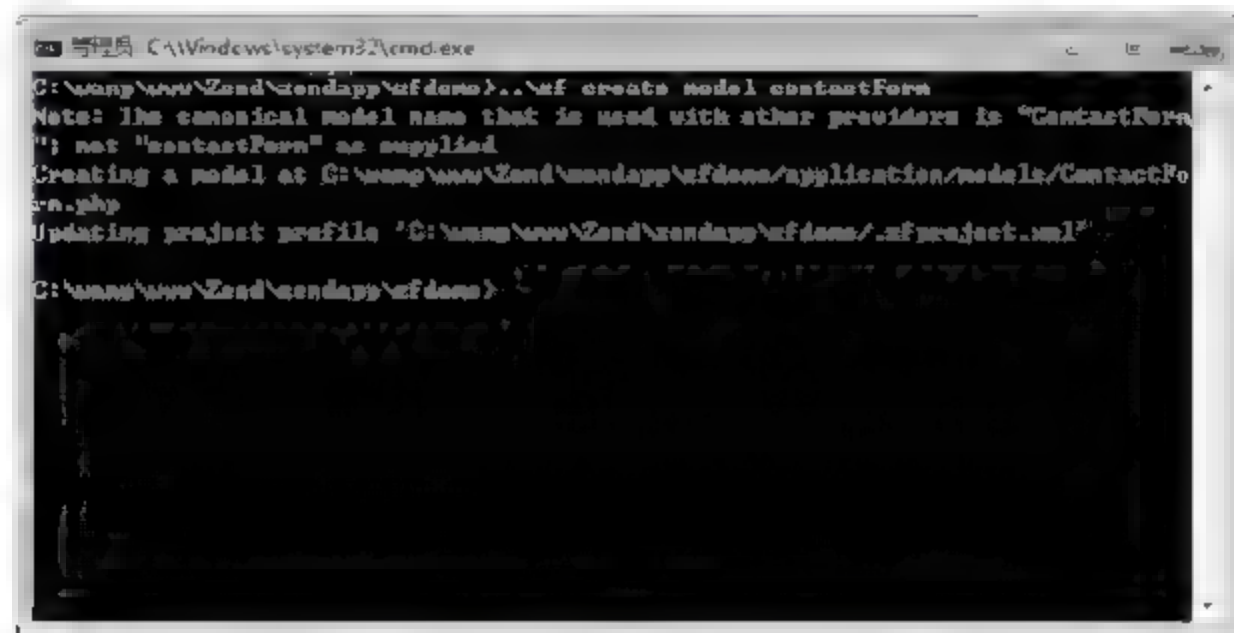 管理员 C:\Windows\system32\cmd.exe
C:\wamp\www\Zend\zendapp\zfdemo>..\zf create model contactForm
Note: The canonical model name that is used with other providers is "ContactForm
"; not "contactForm" as supplied
Creating a model at C:\wamp\www\Zend\zendapp\zfdemo/application/models/ContactFo
rm.php
Updating project profile 'C:\wamp\www\Zend\zendapp\zfdemo/.zfproject.xml'
C:\wamp\www\Zend\zendapp\zfdemo>